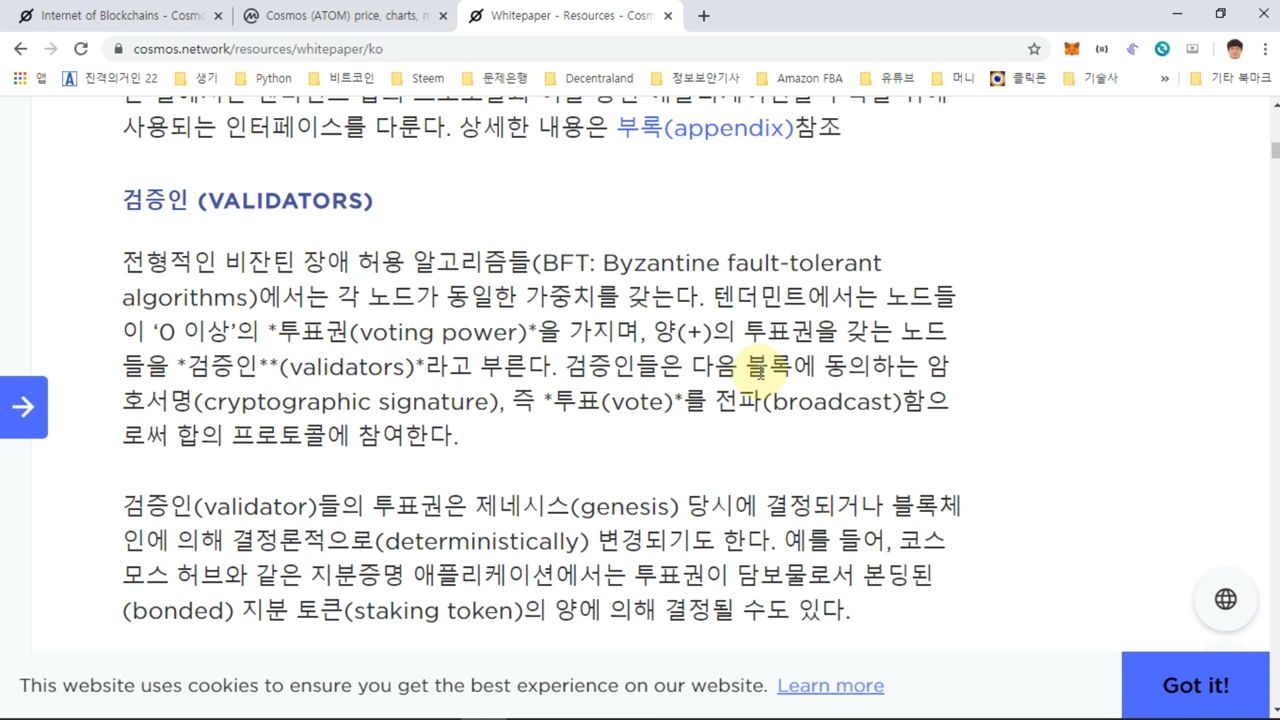 Internet of Blockchains - Cosmo
Cosmos (ATOM) price, charts, m
Whitepaper - Resources - Cosm
cosmos.network/resources/whitepaper/ko
앱
진격의거인 22
생기
Python
비트코인
Steem
문제은행
Decentraland
정보보안기사
Amazon FBA
유튜브
머니
클릭몬
기술사
»
기타 북마크
사용되는 인터페이스를 다룬다. 상세한 내용은 부록(appendix)참조
검증인 (VALIDATORS)
전형적인 비잔틴 장애 허용 알고리즘들(BFT: Byzantine fault-tolerant
algorithms)에서는 각 노드가 동일한 가중치를 갖는다. 텐더민트에서는 노드들
이 ‘0 이상’의 *투표권(voting power)*을 가지며, 양(+)의 투표권을 갖는 노드
들을 *검증인**(validators)*라고 부른다. 검증인들은 다음 블록에 동의하는 암
호서명(cryptographic signature), 즉 *투표(vote)*를 전파(broadcast)함으
로써 합의 프로토콜에 참여한다.
검증인(validator)들의 투표권은 제네시스(genesis) 당시에 결정되거나 블록체
인에 의해 결정론적으로(deterministically) 변경되기도 한다. 예를 들어, 코스
모스 허브와 같은 지분증명 애플리케이션에서는 투표권이 담보물로서 본딩된
(bonded) 지분 토큰(staking token)의 양에 의해 결정될 수도 있다.
This website uses cookies to ensure you get the best experience on our website. Learn more
Got it!